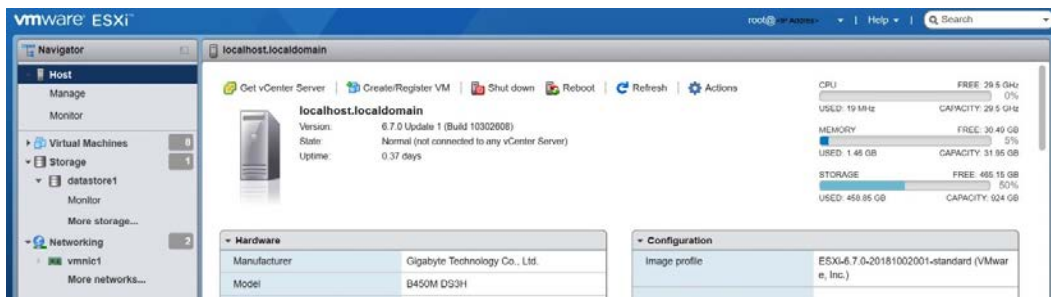 vmware ESXi™
root@<IP Address> | Help | Search
Navigator
Host
Manage
Monitor
Virtual Machines 0
Storage 1
datastore1
Monitor
More storage...
Networking 2
vmnic1
More networks...
localhost.localdomain
Get vCenter Server | Create/Register VM | Shut down Reboot | Refresh | Actions
localhost.localdomain
Version: 6.7.0 Update 1 (Build 10302608)
State: Normal (not connected to any vCenter Server)
Uptime: 0.37 days
CPU FREE: 29.5 GHz
0%
USED: 19 MHz CAPACITY: 29.5 GHz
MEMORY FREE: 30.49 GB
5%
USED: 1.46 GB CAPACITY: 31.95 GB
STORAGE FREE: 465.15 GB
50%
USED: 458.85 GB CAPACITY: 924 GB
Hardware
Manufacturer Gigabyte Technology Co., Ltd.
Model B450M DS3H
Configuration
Image profile ESXi-6.7.0-20181002001-standard (VMwar
e, Inc.)